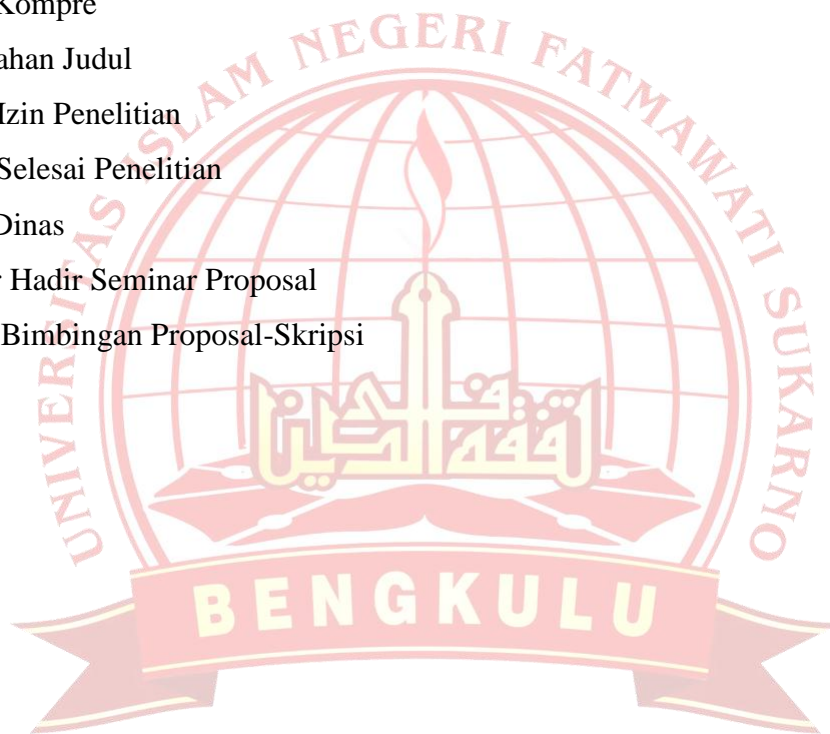 Kompre
ahan Judul
Izin Penelitian
Selesai Penelitian
Dinas
r Hadir Seminar Proposal
Bimbingan Proposal-Skripsi
UNIVERSITAS ISLAM NEGERI FATMAWATI SUKARNO
BENGKULU